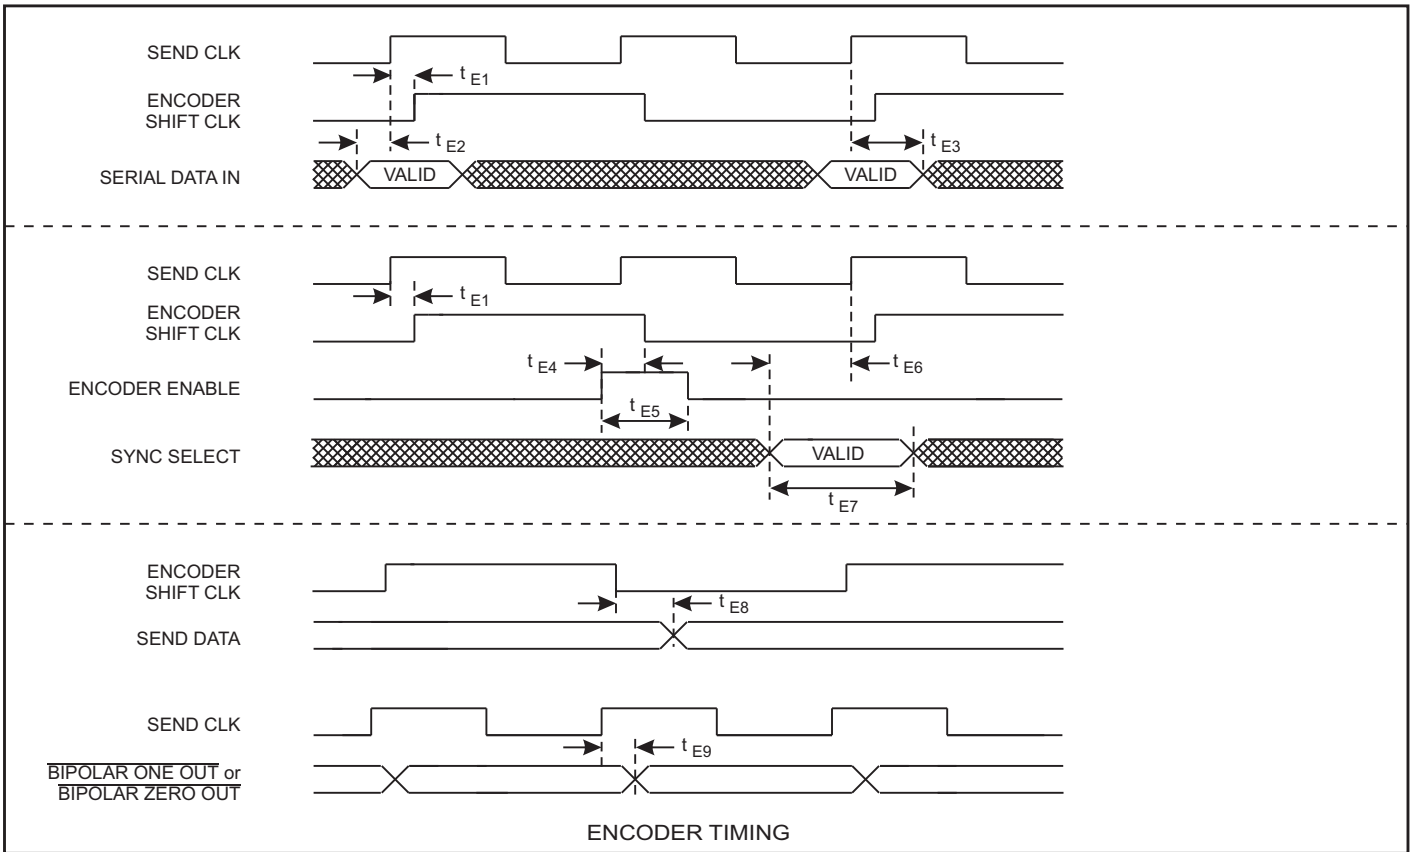 SEND CLK
t E1
ENCODER
SHIFT CLK
t E2
t E3
SERIAL DATA IN
VALID
VALID
SEND CLK
t E1
ENCODER
SHIFT CLK
t E4
t E6
ENCODER ENABLE
t E5
SYNC SELECT
VALID
t E7
ENCODER
SHIFT CLK
t E8
SEND DATA
SEND CLK
t E9
BIPOLAR ONE OUT or
BIPOLAR ZERO OUT
ENCODER TIMING